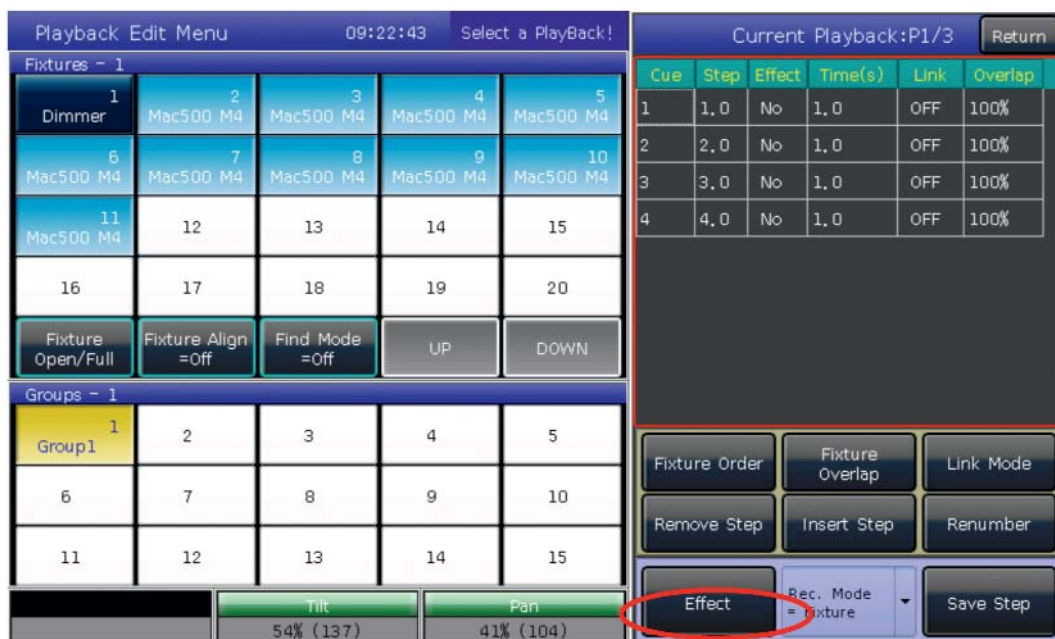 Playback Edit Menu 09:22:43 Select a PlayBack!
Fixtures - 1
1 Dimmer
2 Mac500 M4
3 Mac500 M4
4 Mac500 M4
5 Mac500 M4
6 Mac500 M4
7 Mac500 M4
8 Mac500 M4
9 Mac500 M4
10 Mac500 M4
11 Mac500 M4
12 13 14 15
16 17 18 19 20
Fixture Open/Full
Fixture Align =Off
Find Mode =Off
UP
DOWN
Groups - 1
1 Group1
2 3 4 5
6 7 8 9 10
11 12 13 14 15
Tilt Pan
54% (137) 41% (104)
Current Playback:P1/3 Return
Cue Step Effect Time(s) Link Overlap
1 1.0 No 1.0 OFF 100%
2 2.0 No 1.0 OFF 100%
3 3.0 No 1.0 OFF 100%
4 4.0 No 1.0 OFF 100%
Fixture Order
Fixture Overlap
Link Mode
Remove Step
Insert Step
Renumber
Effect
Rec. Mode
= fixture
Save Step